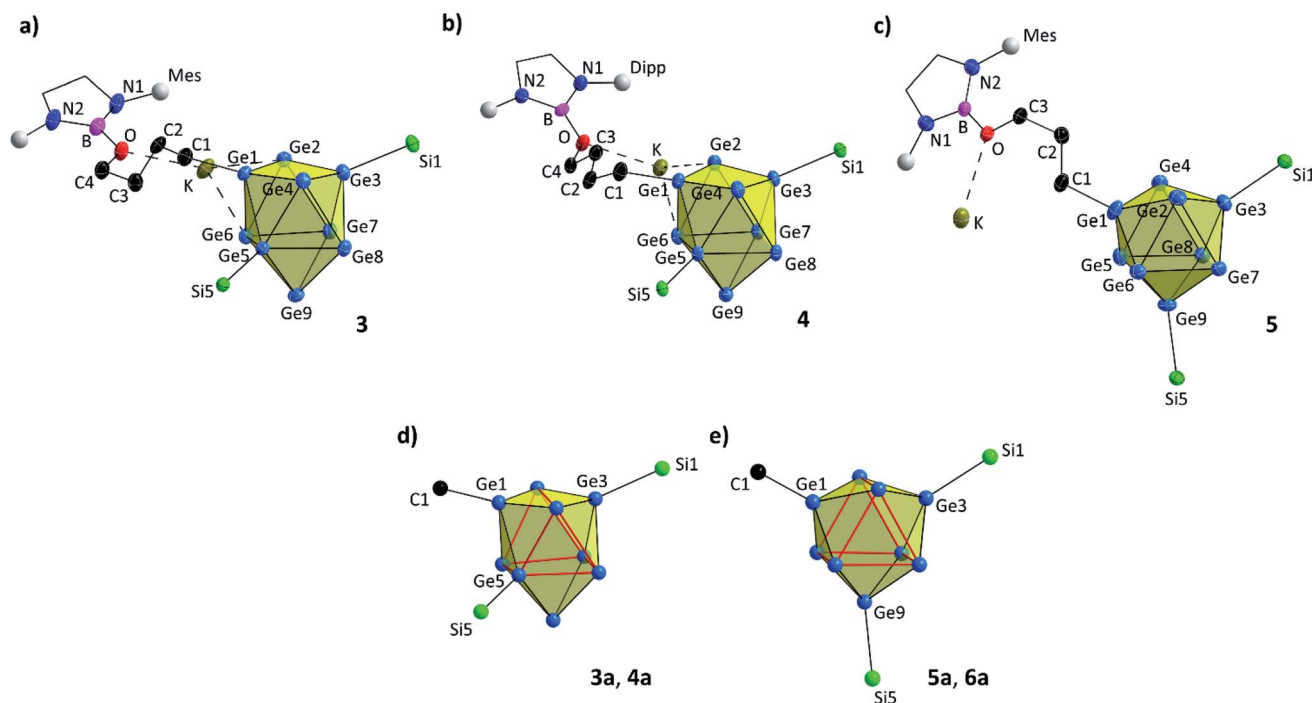 a)
Mes
N1
N2
B
O
C2
C1
C4
C3
K
Ge1
Ge2
Ge4
Ge3
Si1
Ge6
Ge7
Ge5
Ge8
Si5
Ge9
3
b)
Dipp
N1
N2
B
O
C3
C4
C2
C1
K
Ge1
Ge2
Ge4
Ge3
Si1
Ge6
Ge7
Ge5
Ge8
Si5
Ge9
4
c)
Mes
N2
B
C3
O
N1
C2
C1
K
Ge4
Si1
Ge1
Ge2
Ge3
Ge8
Ge5
Ge6
Ge7
Ge9
Si5
5
d)
Si1
C1
Ge1
Ge3
Ge5
Si5
3a, 4a
e)
Si1
C1
Ge1
Ge3
Ge9
Si5
5a, 6a